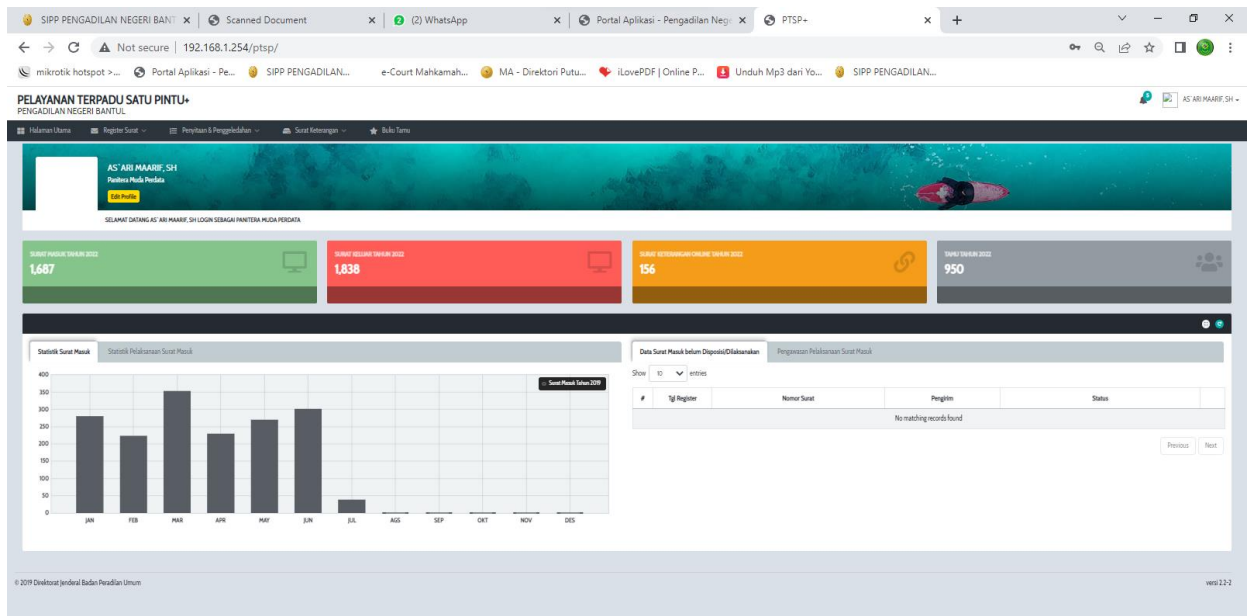 SIPP PENGADILAN NEGERI BANT
Scanned Document
(2) WhatsApp
Portal Aplikasi - Pengadilan Nege
PTSP+
Not secure | 192.168.1.254/ptsp/
mikrotik hotspot >...
Portal Aplikasi - Pe...
SIPP PENGADILAN...
e-Court Mahkamah...
MA - Direktori Putu...
iLovePDF | Online P...
Unduh Mp3 dari Yo...
SIPP PENGADILAN...
PELAYANAN TERPADU SATU PINTU+
PENGADILAN NEGERI BANTUL
AS`ARI MAARIF, SH
Halaman Utama
Register Surat
Penyitaan & Penggeledahan
Surat Keterangan
Buku Tamu
AS`ARI MAARIF, SH
Panitera Muda Perdata
Edit Profile
SELAMAT DATANG AS`ARI MAARIF, SH LOGIN SEBAGAI PANITERA MUDA PERDATA
SURAT MASUK TAHUN 2022
1,687
SURAT KELUAR TAHUN 2022
1,838
SURAT KETERANGAN ONLINE TAHUN 2022
156
TAMU TAHUN 2022
950
Statistik Surat Masuk
Statistik Pelaksanaan Surat Masuk
Surat Masuk Tahun 2019
400
350
300
250
200
150
100
50
0
JAN FEB MAR APR MAY JUN JUL AGS SEP OKT NOV DES
Data Surat Masuk belum Disposisi/Dilaksanakan
Pengawasan Pelaksanaan Surat Masuk
Show 10 entries
# Tgl Register Nomor Surat Pengirim Status
No matching records found
Previous Next
© 2019 Direktorat Jenderal Badan Peradilan Umum
versi 2.2-2